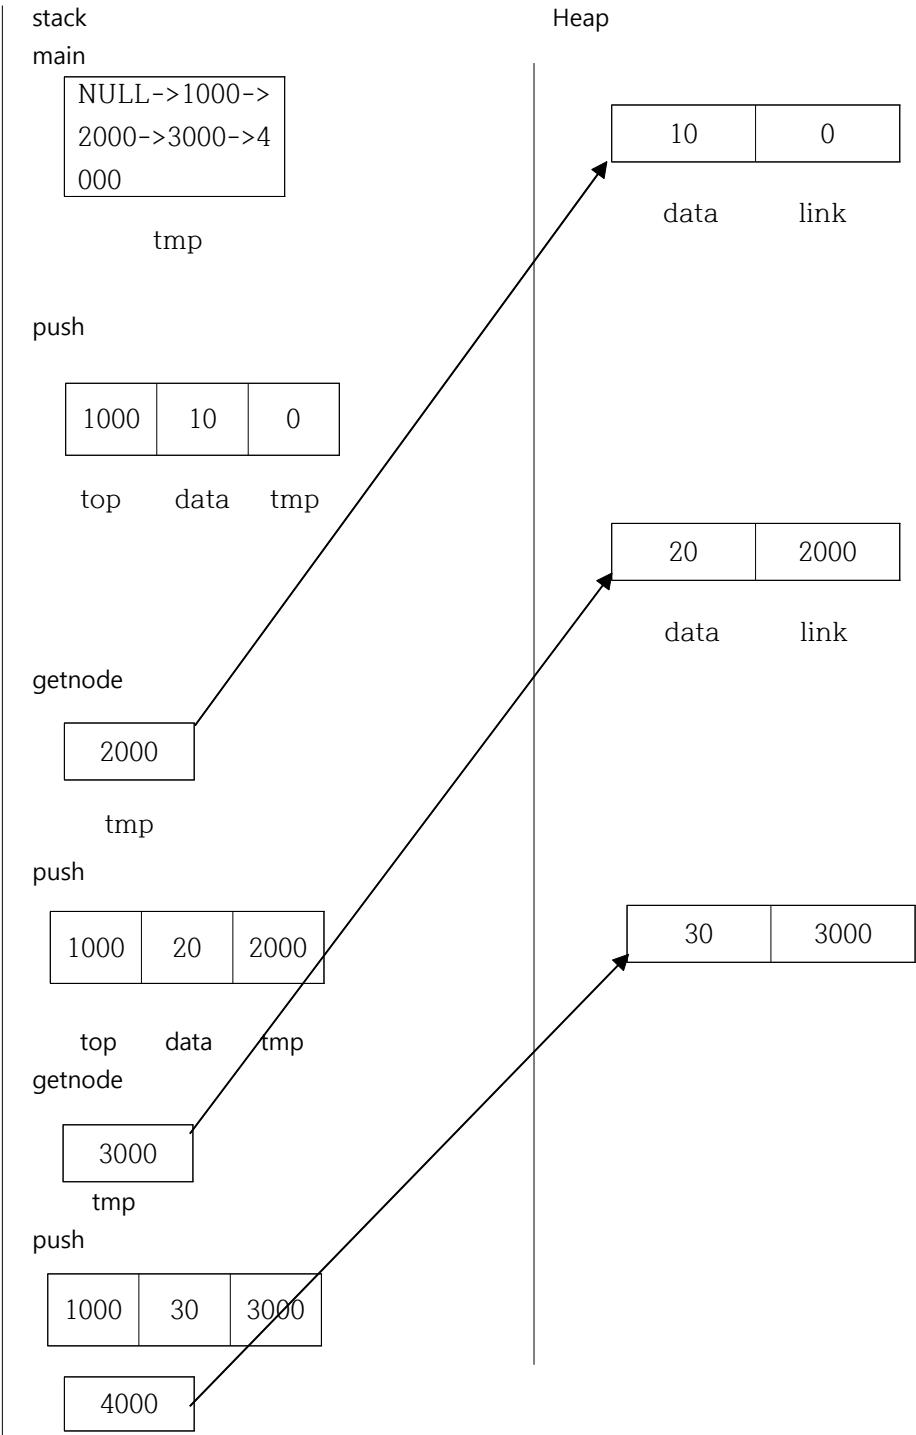 stack
Heap
main
NULL->1000->
2000->3000->4
000
tmp
10 0
data link
push
1000 10 0
top data tmp
20 2000
data link
getnode
2000
tmp
push
1000 20 2000
top data tmp
30 3000
getnode
3000
tmp
push
1000 30 3000
4000